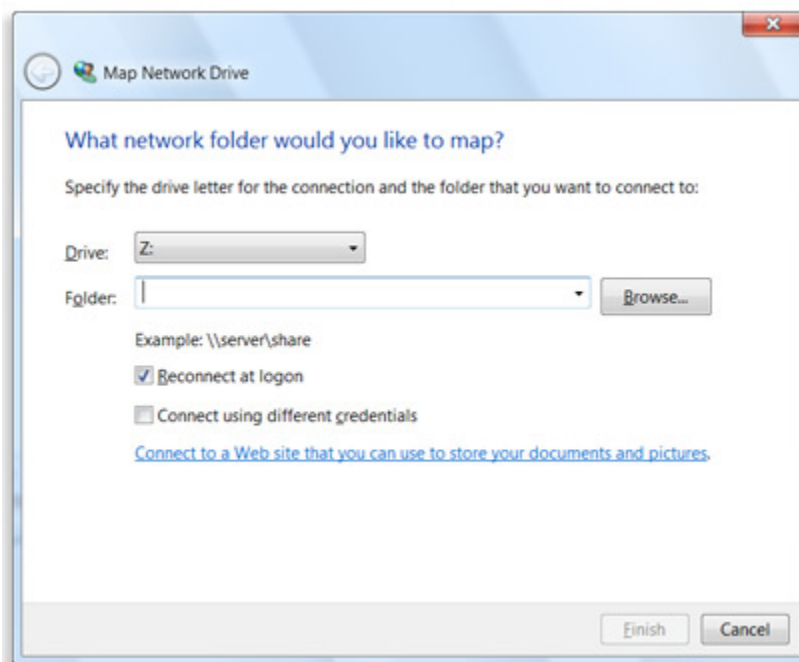 Map Network Drive
What network folder would you like to map?
Specify the drive letter for the connection and the folder that you want to connect to:
Drive: Z:
Folder: Browse...
Example: \\server\share
Reconnect at logon
Connect using different credentials
Connect to a Web site that you can use to store your documents and pictures.
Finish Cancel